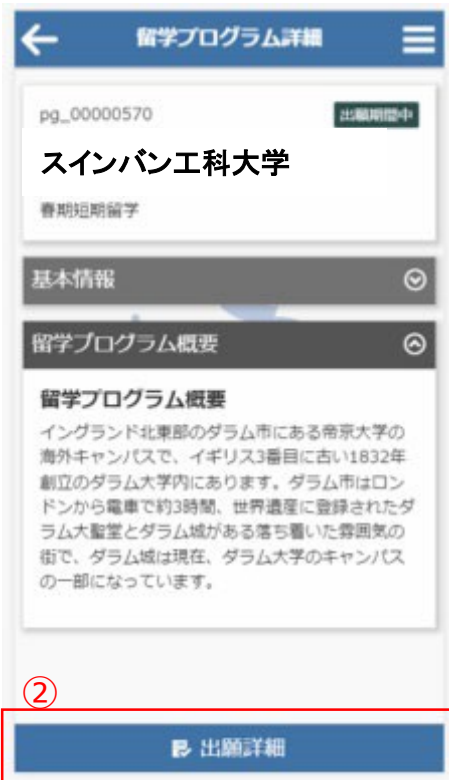 留学プログラム詳細
pg_00000570
出願期間中
スインバン工科大学
春期短期留学
基本情報
留学プログラム概要
留学プログラム概要
イングランド北東部のダラム市にある帝京大学の
海外キャンパスで、イギリス3番目に古い1832年
創立のダラム大学内にあります。ダラム市はロン
ドンから電車で約3時間、世界遺産に登録されたダ
ラム大聖堂とダラム城がある落ち着いた雰囲気の
街で、ダラム城は現在、ダラム大学のキャンパス
の一部になっています。
②
出願詳細